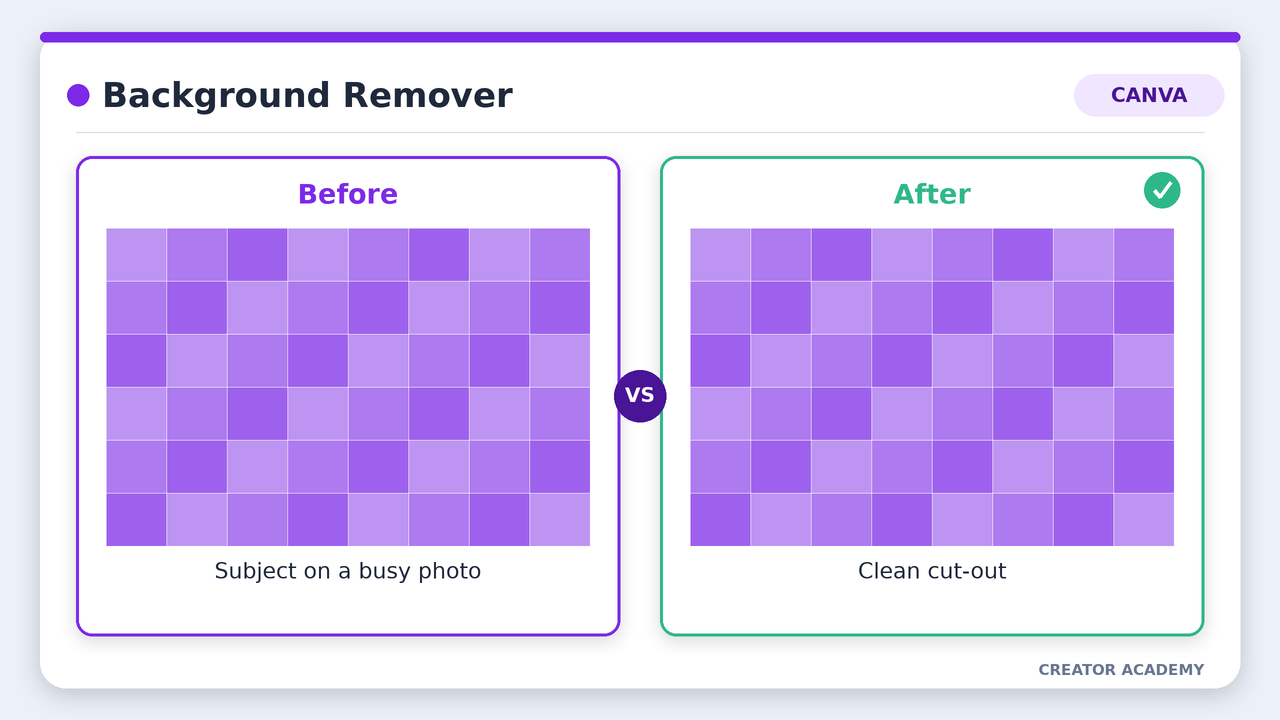 Background Remover
CANVA
Before
After
VS
Subject on a busy photo
Clean cut-out
CREATOR ACADEMY